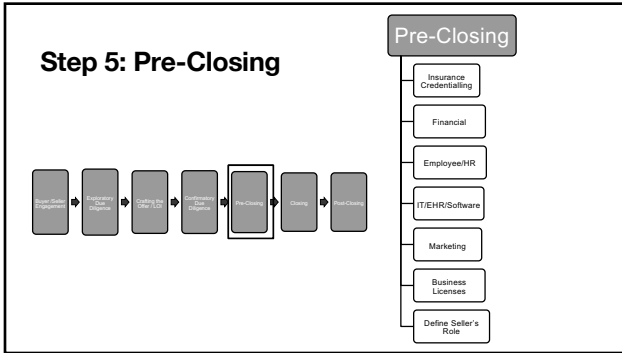 Step 5: Pre-Closing
Buyer/Seller
Engagement
Exploratory
Due
Diligence
Crafting the
Offer / LOI
Confirmatory
Due
Diligence
Pre-Closing
Closing
Post-Closing
Pre-Closing
Insurance
Credentialling
Financial
Employee/HR
IT/EHR/Software
Marketing
Business
Licenses
Define Seller's
Role